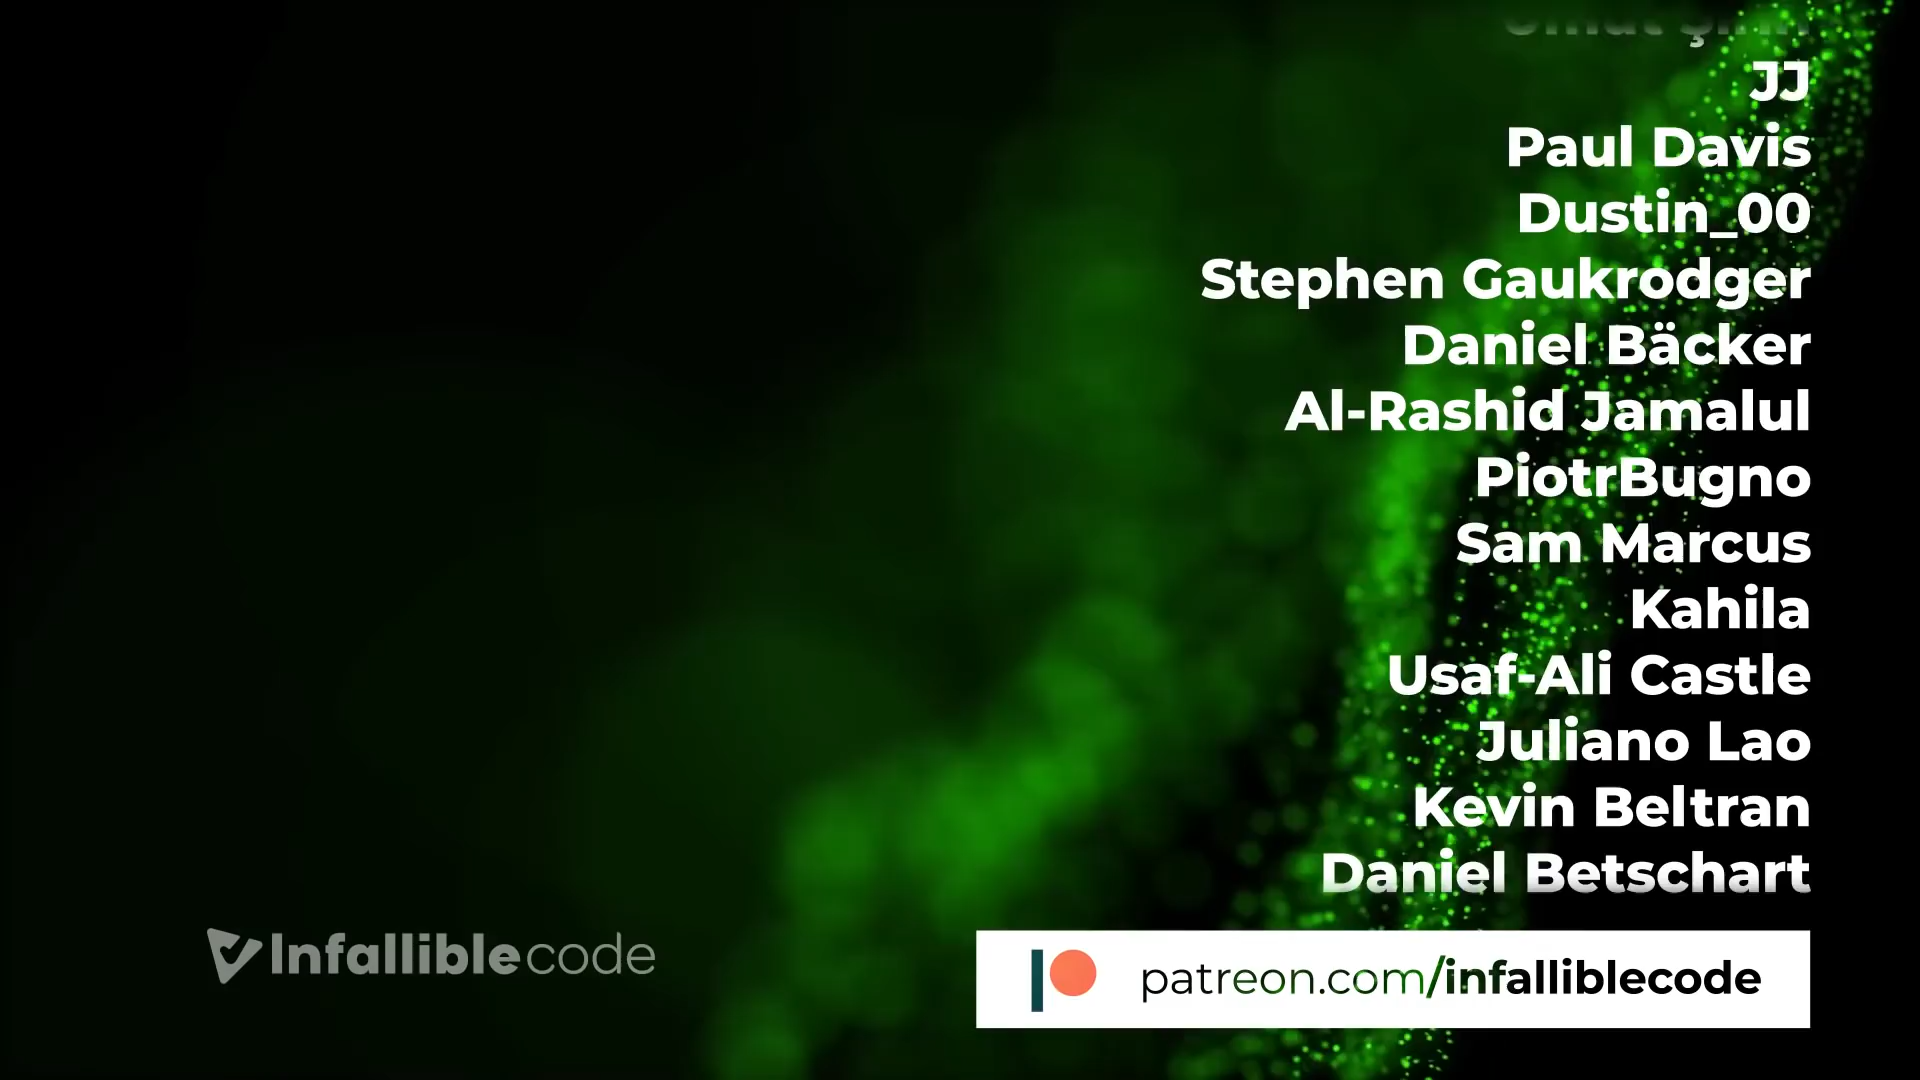 JJ
Paul Davis
Dustin_00
Stephen Gaukrodger
Daniel Bäcker
Al-Rashid Jamalul
PiotrBugno
Sam Marcus
Kahila
Usaf-Ali Castle
Juliano Lao
Kevin Beltran
Daniel Betschart
Infalliblecode
patreon.com/infalliblecode